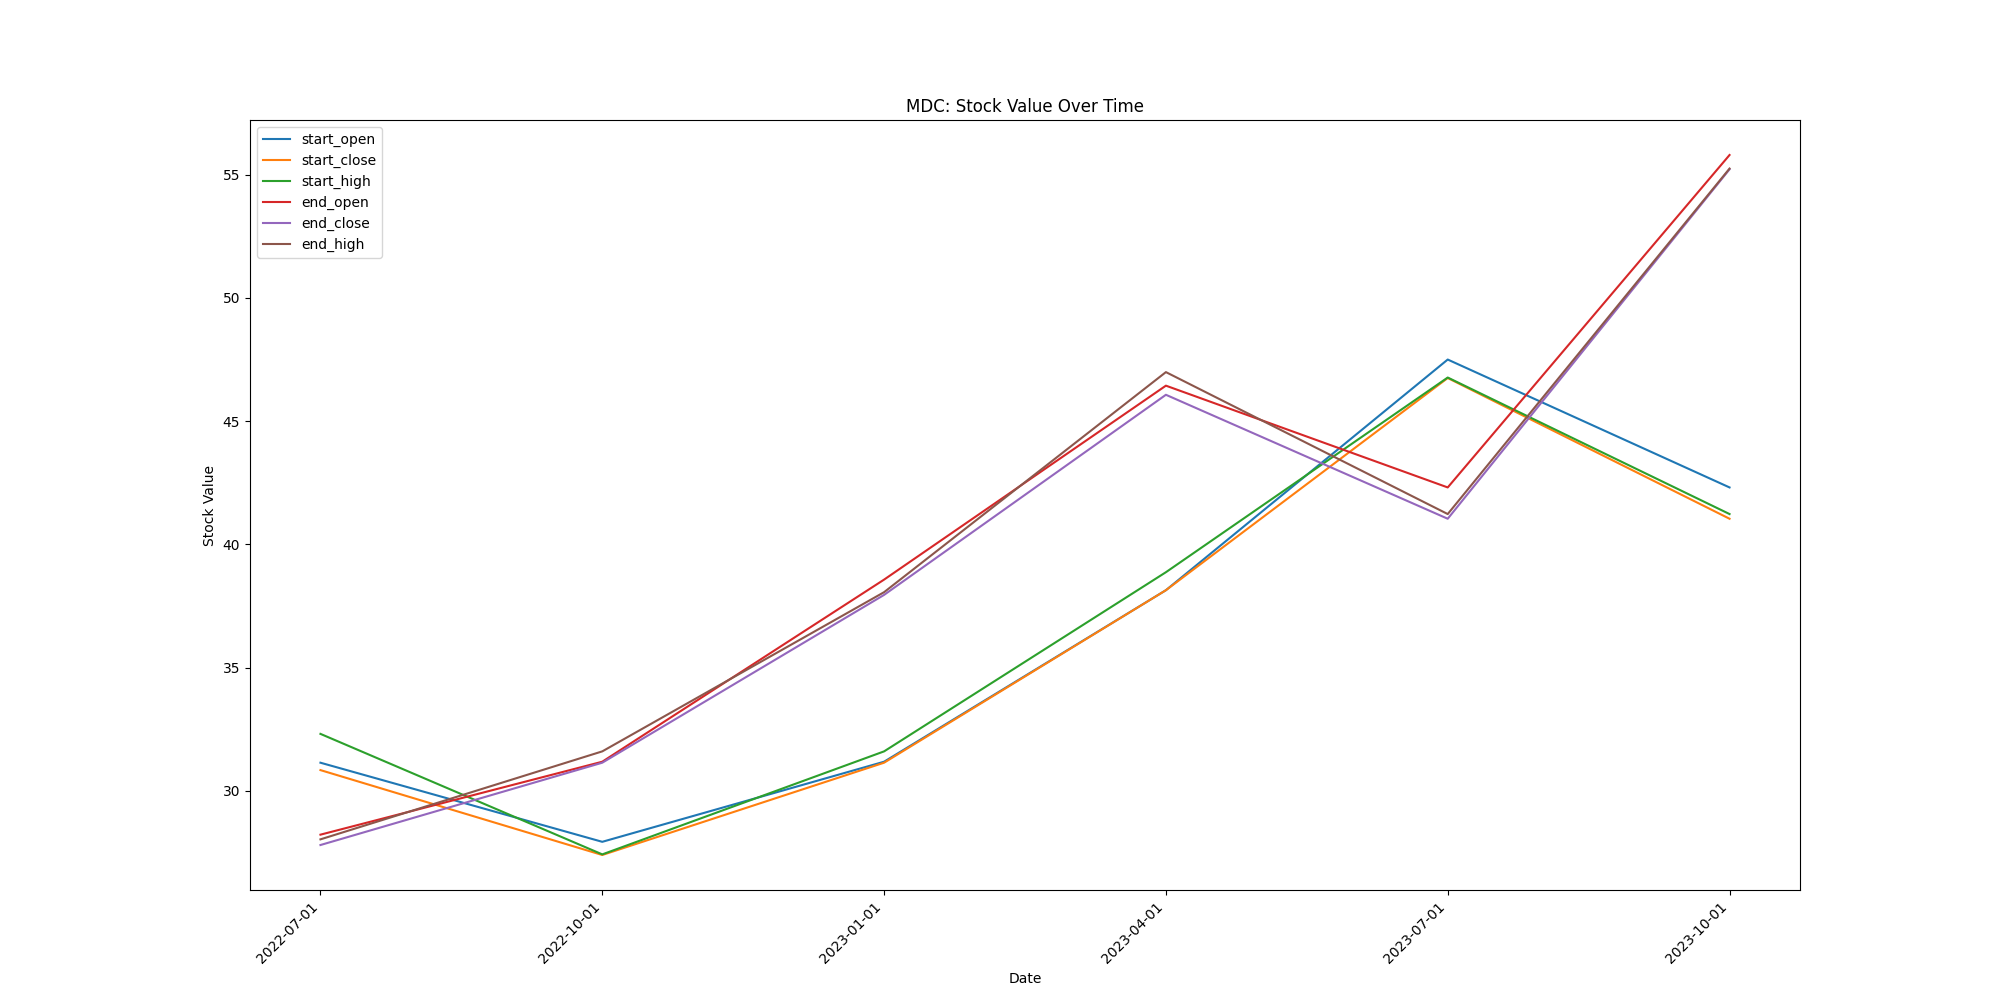 MDC: Stock Value Over Time
start_open
start_close
start_high
end_open
end_close
end_high
55
50
45
40
35
30
Stock Value
2022-07-01
2022-10-01
2023-01-01
2023-04-01
2023-07-01
2023-10-01
Date